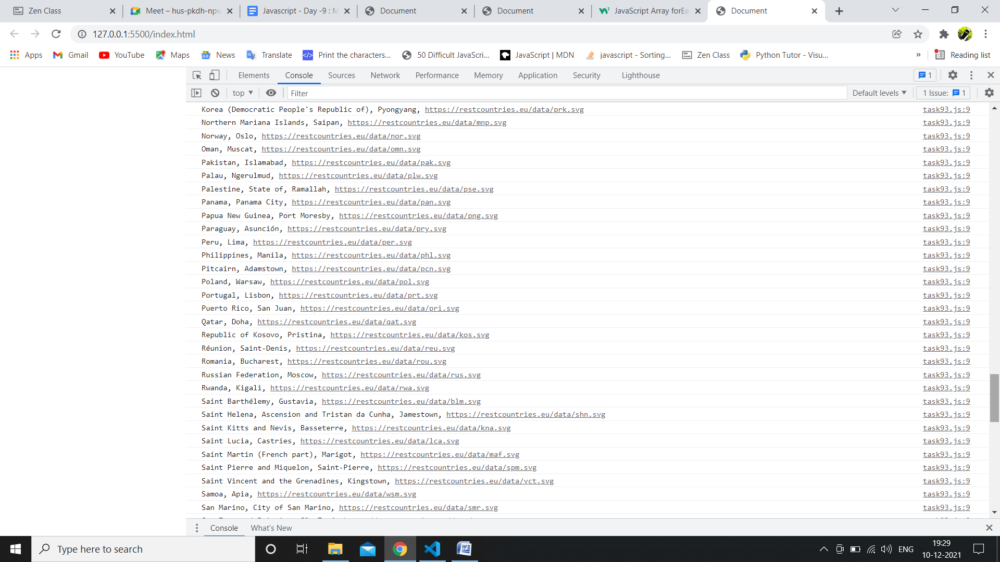 Zen Class
Meet – hus-pkdh-npw
Javascript - Day -9 : M
Document
Document
JavaScript Array forEa
Document
127.0.0.1:5500/index.html
Apps
Gmail
YouTube
Maps
News
Translate
Print the characters...
50 Difficult JavaScri...
JavaScript | MDN
javascript - Sorting...
Zen Class
Python Tutor - Visu...
»
Reading list
Elements
Console
Sources
Network
Performance
Memory
Application
Security
Lighthouse
1
top
Filter
Default levels
1 Issue: 1
Korea (Democratic People's Republic of), Pyongyang, https://restcountries.eu/data/prk.svg task93.js:9
Northern Mariana Islands, Saipan, https://restcountries.eu/data/mnp.svg task93.js:9
Norway, Oslo, https://restcountries.eu/data/nor.svg task93.js:9
Oman, Muscat, https://restcountries.eu/data/omn.svg task93.js:9
Pakistan, Islamabad, https://restcountries.eu/data/pak.svg task93.js:9
Palau, Ngerulmud, https://restcountries.eu/data/plw.svg task93.js:9
Palestine, State of, Ramallah, https://restcountries.eu/data/pse.svg task93.js:9
Panama, Panama City, https://restcountries.eu/data/pan.svg task93.js:9
Papua New Guinea, Port Moresby, https://restcountries.eu/data/png.svg task93.js:9
Paraguay, Asunción, https://restcountries.eu/data/pry.svg task93.js:9
Peru, Lima, https://restcountries.eu/data/per.svg task93.js:9
Philippines, Manila, https://restcountries.eu/data/phl.svg task93.js:9
Pitcairn, Adamstown, https://restcountries.eu/data/pcn.svg task93.js:9
Poland, Warsaw, https://restcountries.eu/data/pol.svg task93.js:9
Portugal, Lisbon, https://restcountries.eu/data/prt.svg task93.js:9
Puerto Rico, San Juan, https://restcountries.eu/data/pri.svg task93.js:9
Qatar, Doha, https://restcountries.eu/data/qat.svg task93.js:9
Republic of Kosovo, Pristina, https://restcountries.eu/data/kos.svg task93.js:9
Réunion, Saint-Denis, https://restcountries.eu/data/reu.svg task93.js:9
Romania, Bucharest, https://restcountries.eu/data/rou.svg task93.js:9
Russian Federation, Moscow, https://restcountries.eu/data/rus.svg task93.js:9
Rwanda, Kigali, https://restcountries.eu/data/rwa.svg task93.js:9
Saint Barthélemy, Gustavia, https://restcountries.eu/data/blm.svg task93.js:9
Saint Helena, Ascension and Tristan da Cunha, Jamestown, https://restcountries.eu/data/shn.svg task93.js:9
Saint Kitts and Nevis, Basseterre, https://restcountries.eu/data/kna.svg task93.js:9
Saint Lucia, Castries, https://restcountries.eu/data/lca.svg task93.js:9
Saint Martin (French part), Marigot, https://restcountries.eu/data/maf.svg task93.js:9
Saint Pierre and Miquelon, Saint-Pierre, https://restcountries.eu/data/spm.svg task93.js:9
Saint Vincent and the Grenadines, Kingstown, https://restcountries.eu/data/vct.svg task93.js:9
Samoa, Apia, https://restcountries.eu/data/wsm.svg task93.js:9
San Marino, City of San Marino, https://restcountries.eu/data/smr.svg task93.js:9
Console
What's New
Type here to search
ENG
19:29
10-12-2021